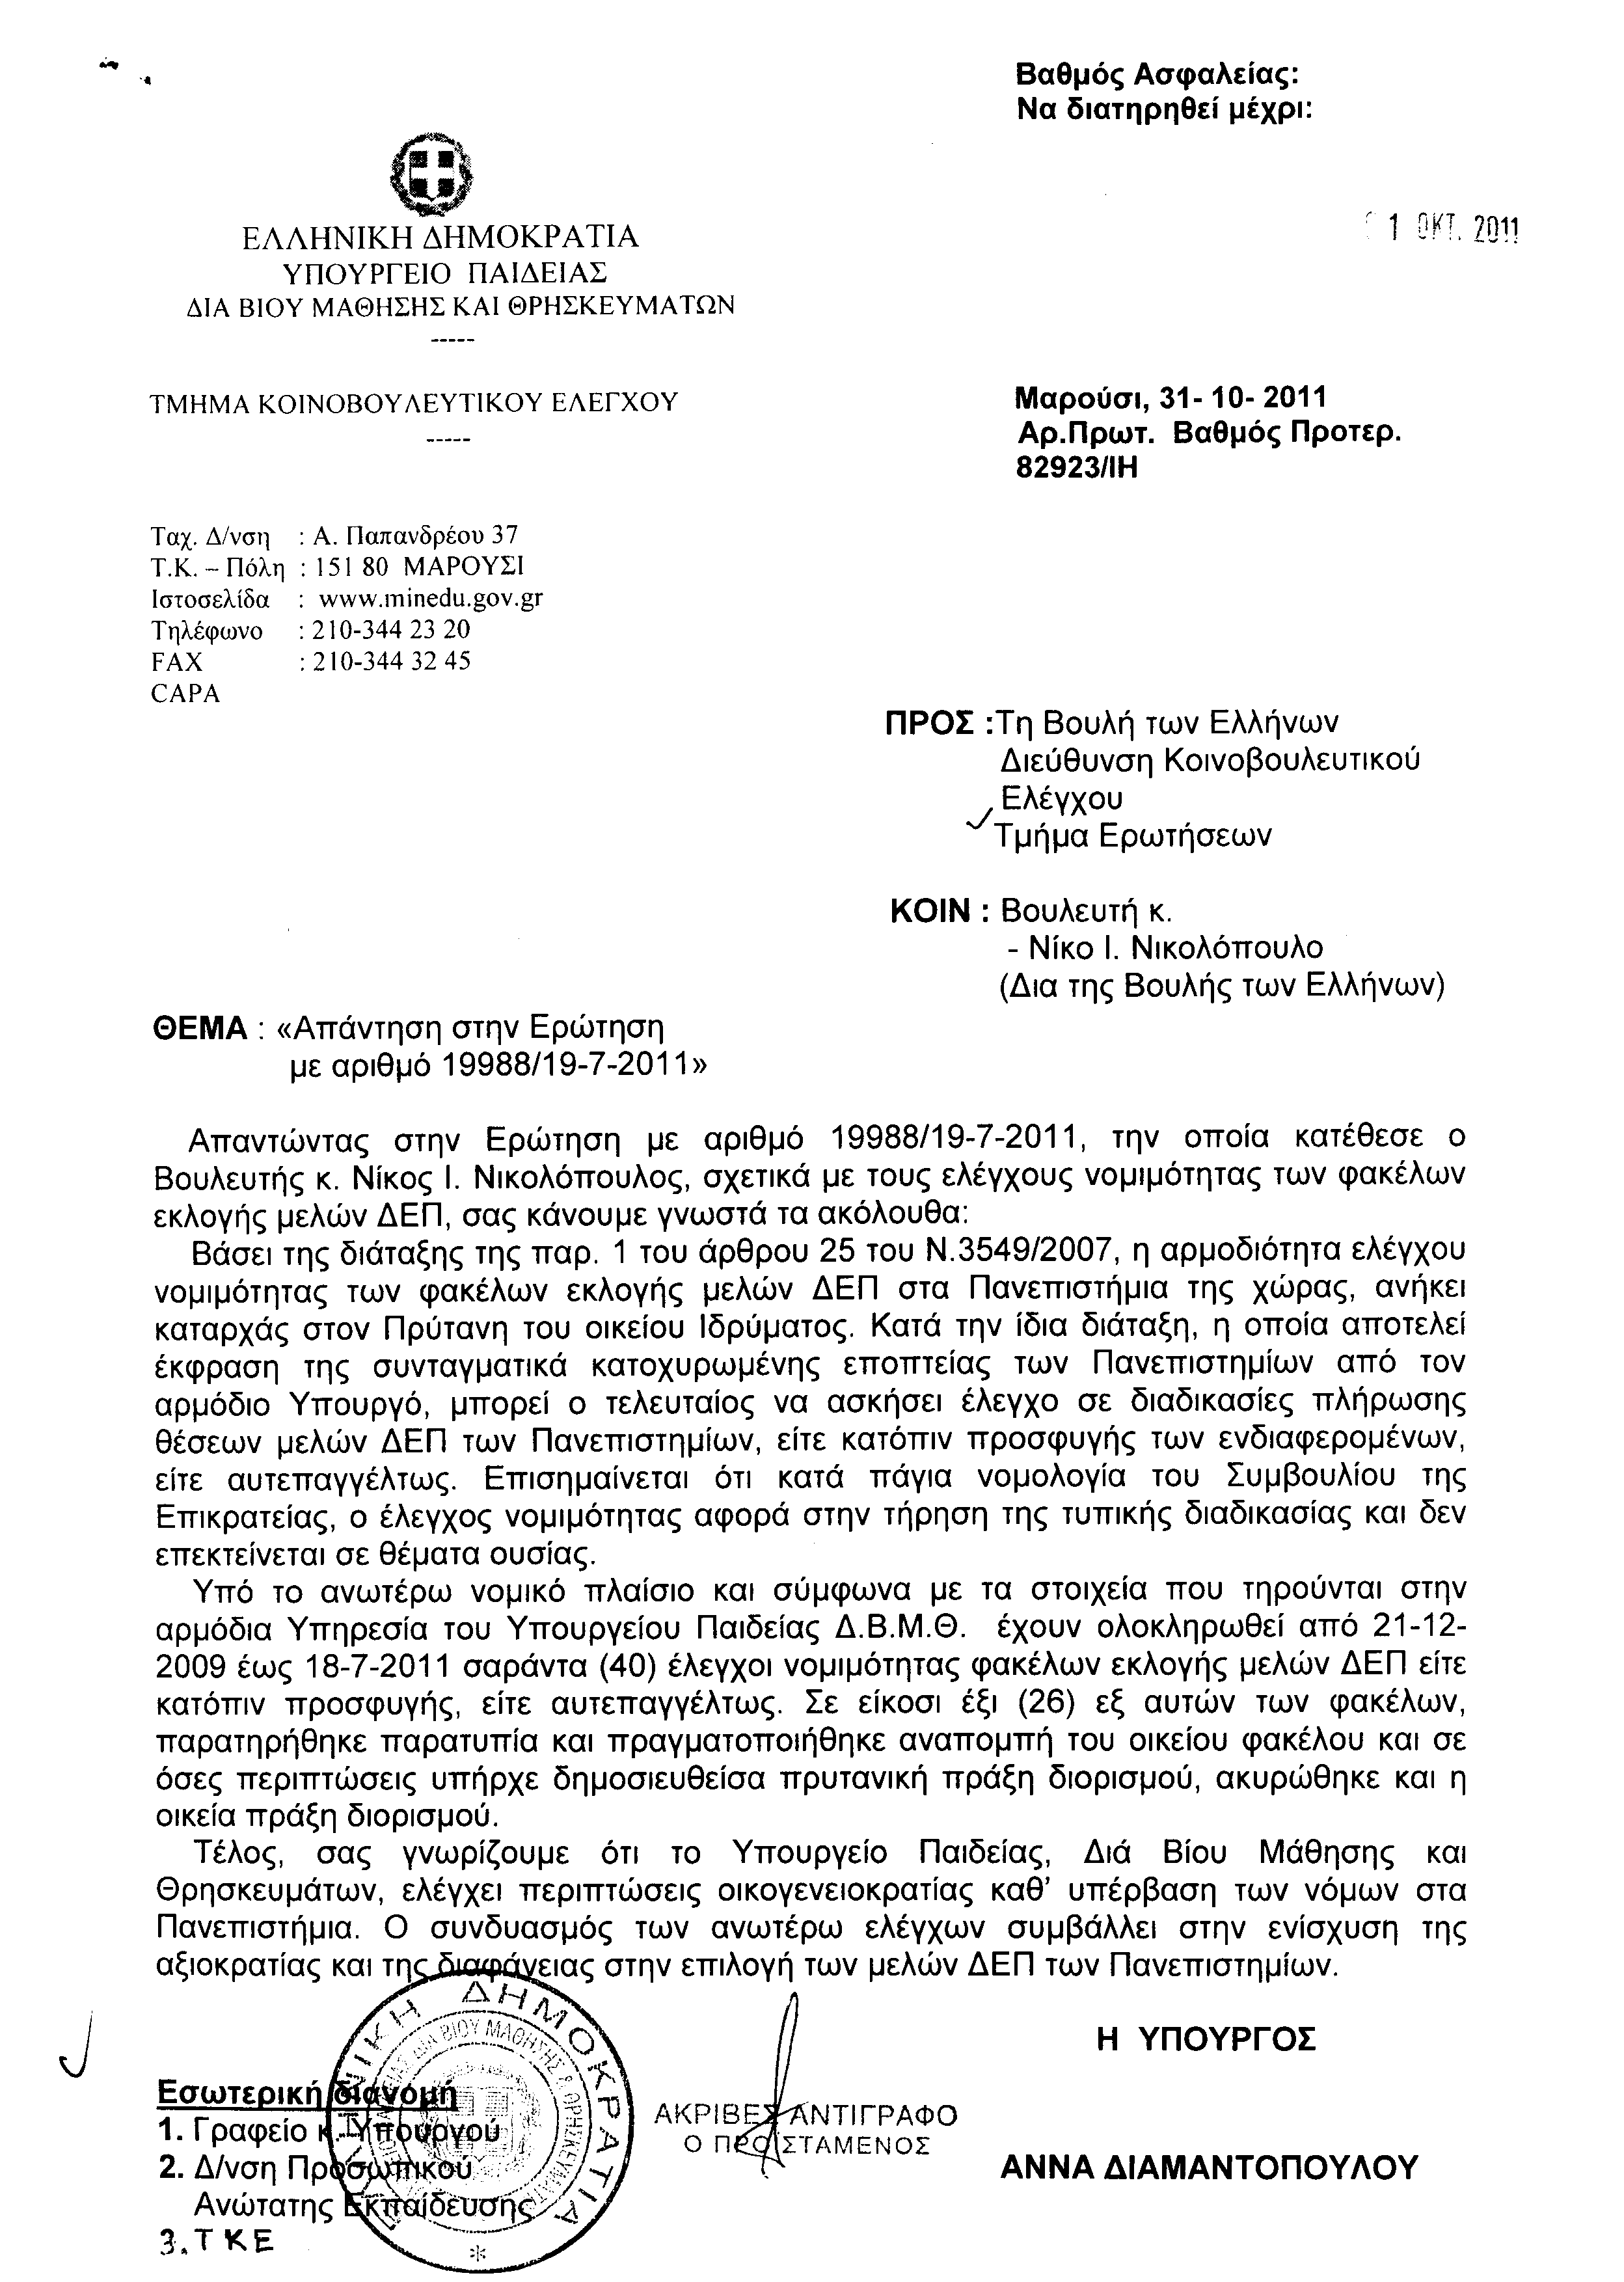 Βαθμός Ασφαλείας:
Να διατηρηθεί μέχρι:
1 ΟΚΤ. 2011
ΕΛΛΗΝΙΚΗ ΔΗΜΟΚΡΑΤΙΑ
ΥΠΟΥΡΓΕΙΟ ΠΑΙΔΕΙΑΣ
ΔΙΑ ΒΙΟΥ ΜΑΘΗΣΗΣ ΚΑΙ ΘΡΗΣΚΕΥΜΑΤΩΝ
-----
ΤΜΗΜΑ ΚΟΙΝΟΒΟΥΛΕΥΤΙΚΟΥ ΕΛΕΓΧΟΥ
-----
Μαρούσι, 31- 10- 2011
Αρ.Πρωτ. Βαθμός Προτερ.
82923/ΙΗ
Ταχ. Δ/νση : Α. Παπανδρέου 37
Τ.Κ. – Πόλη : 151 80 ΜΑΡΟΥΣΙ
Ιστοσελίδα : www.minedu.gov.gr
Τηλέφωνο : 210-344 23 20
FAX : 210-344 32 45
CAPA
ΠΡΟΣ :Τη Βουλή των Ελλήνων
Διεύθυνση Κοινοβουλευτικού
Ελέγχου
Τμήμα Ερωτήσεων
ΚΟΙΝ : Βουλευτή κ.
- Νίκο Ι. Νικολόπουλο
(Δια της Βουλής των Ελλήνων)
ΘΕΜΑ : «Απάντηση στην Ερώτηση
με αριθμό 19988/19-7-2011»
Απαντώντας στην Ερώτηση με αριθμό 19988/19-7-2011, την οποία κατέθεσε ο
Βουλευτής κ. Νίκος Ι. Νικολόπουλος, σχετικά με τους ελέγχους νομιμότητας των φακέλων
εκλογής μελών ΔΕΠ, σας κάνουμε γνωστά τα ακόλουθα:
Βάσει της διάταξης της παρ. 1 του άρθρου 25 του Ν.3549/2007, η αρμοδιότητα ελέγχου
νομιμότητας των φακέλων εκλογής μελών ΔΕΠ στα Πανεπιστήμια της χώρας, ανήκει
καταρχάς στον Πρύτανη του οικείου Ιδρύματος. Κατά την ίδια διάταξη, η οποία αποτελεί
έκφραση της συνταγματικά κατοχυρωμένης εποπτείας των Πανεπιστημίων από τον
αρμόδιο Υπουργό, μπορεί ο τελευταίος να ασκήσει έλεγχο σε διαδικασίες πλήρωσης
θέσεων μελών ΔΕΠ των Πανεπιστημίων, είτε κατόπιν προσφυγής των ενδιαφερομένων,
είτε αυτεπαγγέλτως. Επισημαίνεται ότι κατά πάγια νομολογία του Συμβουλίου της
Επικρατείας, ο έλεγχος νομιμότητας αφορά στην τήρηση της τυπικής διαδικασίας και δεν
επεκτείνεται σε θέματα ουσίας.
Υπό το ανωτέρω νομικό πλαίσιο και σύμφωνα με τα στοιχεία που τηρούνται στην
αρμόδια Υπηρεσία του Υπουργείου Παιδείας Δ.Β.Μ.Θ. έχουν ολοκληρωθεί από 21-12-
2009 έως 18-7-2011 σαράντα (40) έλεγχοι νομιμότητας φακέλων εκλογής μελών ΔΕΠ είτε
κατόπιν προσφυγής, είτε αυτεπαγγέλτως. Σε είκοσι έξι (26) εξ αυτών των φακέλων,
παρατηρήθηκε παρατυπία και πραγματοποιήθηκε αναπομπή του οικείου φακέλου και σε
όσες περιπτώσεις υπήρχε δημοσιευθείσα πρυτανική πράξη διορισμού, ακυρώθηκε και η
οικεία πράξη διορισμού.
Τέλος, σας γνωρίζουμε ότι το Υπουργείο Παιδείας, Διά Βίου Μάθησης και
Θρησκευμάτων, ελέγχει περιπτώσεις οικογενειοκρατίας καθ’ υπέρβαση των νόμων στα
Πανεπιστήμια. Ο συνδυασμός των ανωτέρω ελέγχων συμβάλλει στην ενίσχυση της
αξιοκρατίας και της διαφάνειας στην επιλογή των μελών ΔΕΠ των Πανεπιστημίων.
Η ΥΠΟΥΡΓΟΣ
ΑΝΝΑ ΔΙΑΜΑΝΤΟΠΟΥΛΟΥ
ΑΚΡΙΒΕΣ ΑΝΤΙΓΡΑΦΟ
Ο ΠΡΟΪΣΤΑΜΕΝΟΣ
Εσωτερική διανομή
1. Γραφείο κ. Υπουργού
2. Δ/νση Προσωπικού
Ανώτατης Εκπαίδευσης
3. Τ Κ Ε
ΕΛΛΗΝΙΚΗ ΔΗΜΟΚΡΑΤΙΑ